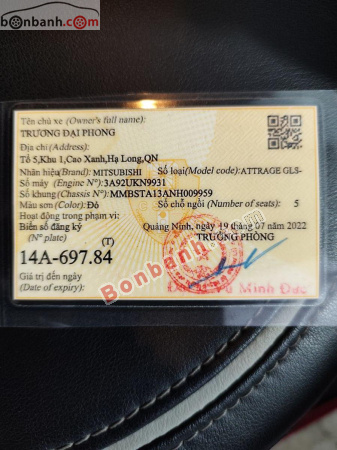 bonbanh.com
Tên chủ xe (Owner's full name):
TRƯƠNG ĐẠI PHONG
Địa chỉ (Address):
Tổ 5,Khu 1,Cao Xanh,Hạ Long,QN
Nhãn hiệu(Brand): MITSUBISHI Số loại(Model code):ATTRAGE GLS-
Số máy (Engine N°):3A92UKN9931
Số khung (Chassis N°):MMBSTA13ANH009959
Màu sơn (Color):Đỏ Số chỗ ngồi (Number of seats): 5
Hoạt động trong phạm vi:
Biển số đăng ký Quảng Ninh, ngày 19 tháng 07 năm 2022
(N° plate) (T) TRƯỞNG PHÒNG
14A-697.84
Giá trị đến ngày
(Date of expiry):
Bonbanh.com
Minh Đức